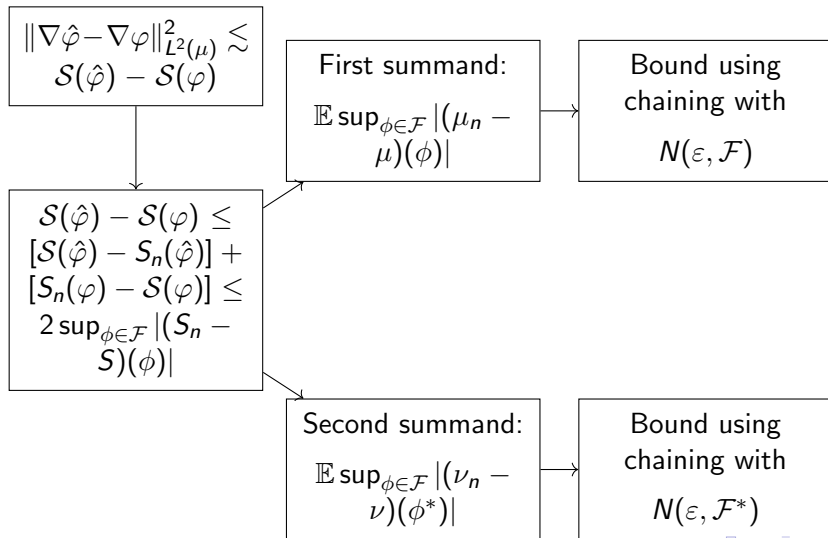 ‖∇φ̂−∇φ‖²_{L²(μ)} ≲
𝒮(φ̂) − 𝒮(φ)
𝒮(φ̂) − 𝒮(φ) ≤
[𝒮(φ̂) − S_n(φ̂)] +
[S_n(φ) − 𝒮(φ)] ≤
2 sup_{ϕ∈ℱ} |(S_n −
S)(ϕ)|
First summand:
𝔼 sup_{ϕ∈ℱ} |(μ_n −
μ)(ϕ)|
Bound using
chaining with
N(ε, ℱ)
Second summand:
𝔼 sup_{ϕ∈ℱ} |(ν_n −
ν)(ϕ*)|
Bound using
chaining with
N(ε, ℱ*)